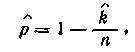 p̂ = 1 − k̂/n ,